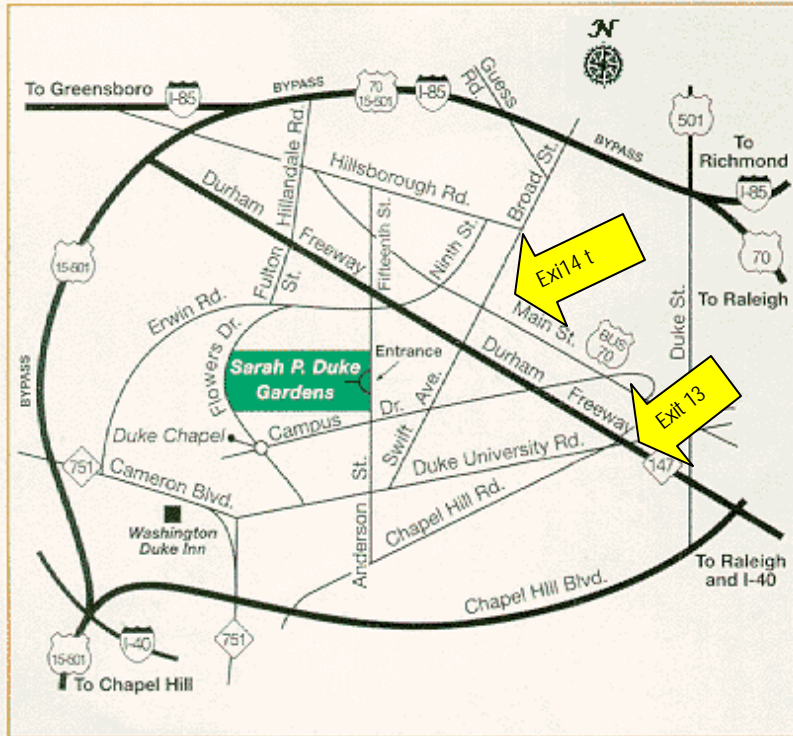 N
To Greensboro
I-85
BYPASS
70
15-501
I-85
Guess
Rd.
BYPASS
501
To
Richmond
I-85
70
To Raleigh
Hillandale Rd.
Hillsborough Rd.
Broad St.
Durham
Freeway
Fifteenth St.
Ninth St.
Exi14 t
15-501
Fulton
St.
Erwin Rd.
Main St.
BUS
70
Duke St.
BYPASS
Flowers Dr.
Sarah P. Duke
Gardens
Entrance
Durham
Freeway
Exit 13
Swift Ave.
Campus Dr.
Duke Chapel
751
Cameron Blvd.
Duke University Rd.
147
Washington
Duke Inn
Anderson St.
Chapel Hill Rd.
To Raleigh
and I-40
Chapel Hill Blvd.
751
I-40
15-501
To Chapel Hill